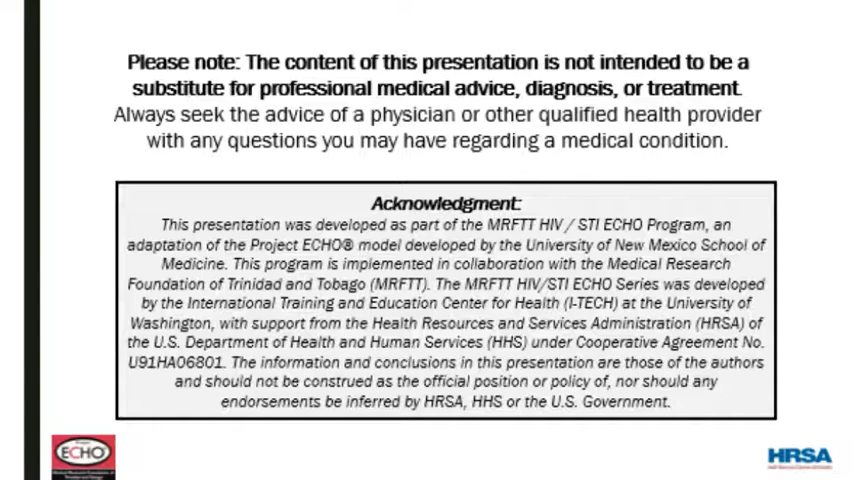 Please note: The content of this presentation is not intended to be a
substitute for professional medical advice, diagnosis, or treatment.
Always seek the advice of a physician or other qualified health provider
with any questions you may have regarding a medical condition.
Acknowledgment:
This presentation was developed as part of the MRFTT HIV / STI ECHO Program, an
adaptation of the Project ECHO® model developed by the University of New Mexico School of
Medicine. This program is implemented in collaboration with the Medical Research
Foundation of Trinidad and Tobago (MRFTT). The MRFTT HIV/STI ECHO Series was developed
by the International Training and Education Center for Health (I-TECH) at the University of
Washington, with support from the Health Resources and Services Administration (HRSA) of
the U.S. Department of Health and Human Services (HHS) under Cooperative Agreement No.
U91HA06801. The information and conclusions in this presentation are those of the authors
and should not be construed as the official position or policy of, nor should any
endorsements be inferred by HRSA, HHS or the U.S. Government.
ECHO
HRSA